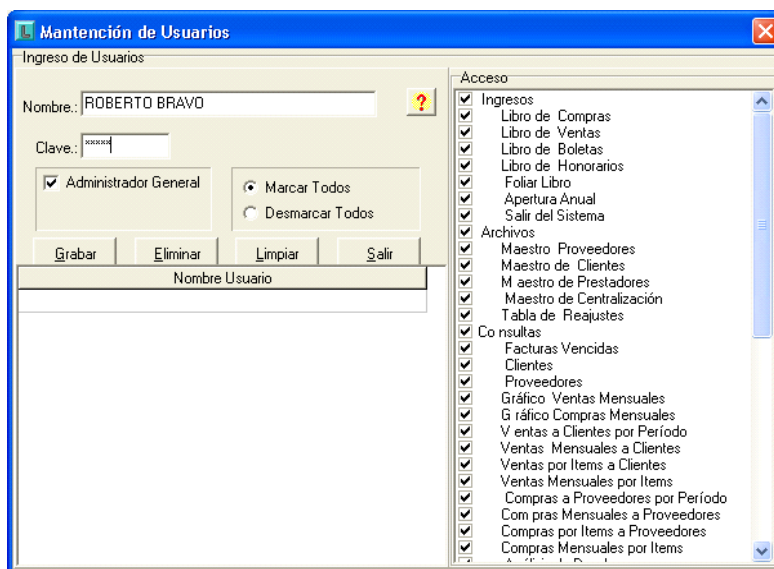 Mantención de Usuarios
Ingreso de Usuarios
Nombre.: ROBERTO BRAVO
?
Clave.: *****
Administrador General
Marcar Todos
Desmarcar Todos
Grabar Eliminar Limpiar Salir
Nombre Usuario
Acceso
Ingresos
Libro de Compras
Libro de Ventas
Libro de Boletas
Libro de Honorarios
Foliar Libro
Apertura Anual
Salir del Sistema
Archivos
Maestro Proveedores
Maestro de Clientes
M aestro de Prestadores
Maestro de Centralización
Tabla de Reajustes
Co nsultas
Facturas Vencidas
Clientes
Proveedores
Gráfico Ventas Mensuales
G ráfico Compras Mensuales
V entas a Clientes por Período
Ventas Mensuales a Clientes
Ventas por Items a Clientes
Ventas Mensuales por Items
Compras a Proveedores por Período
Com pras Mensuales a Proveedores
Compras por Items a Proveedores
Compras Mensuales por Items